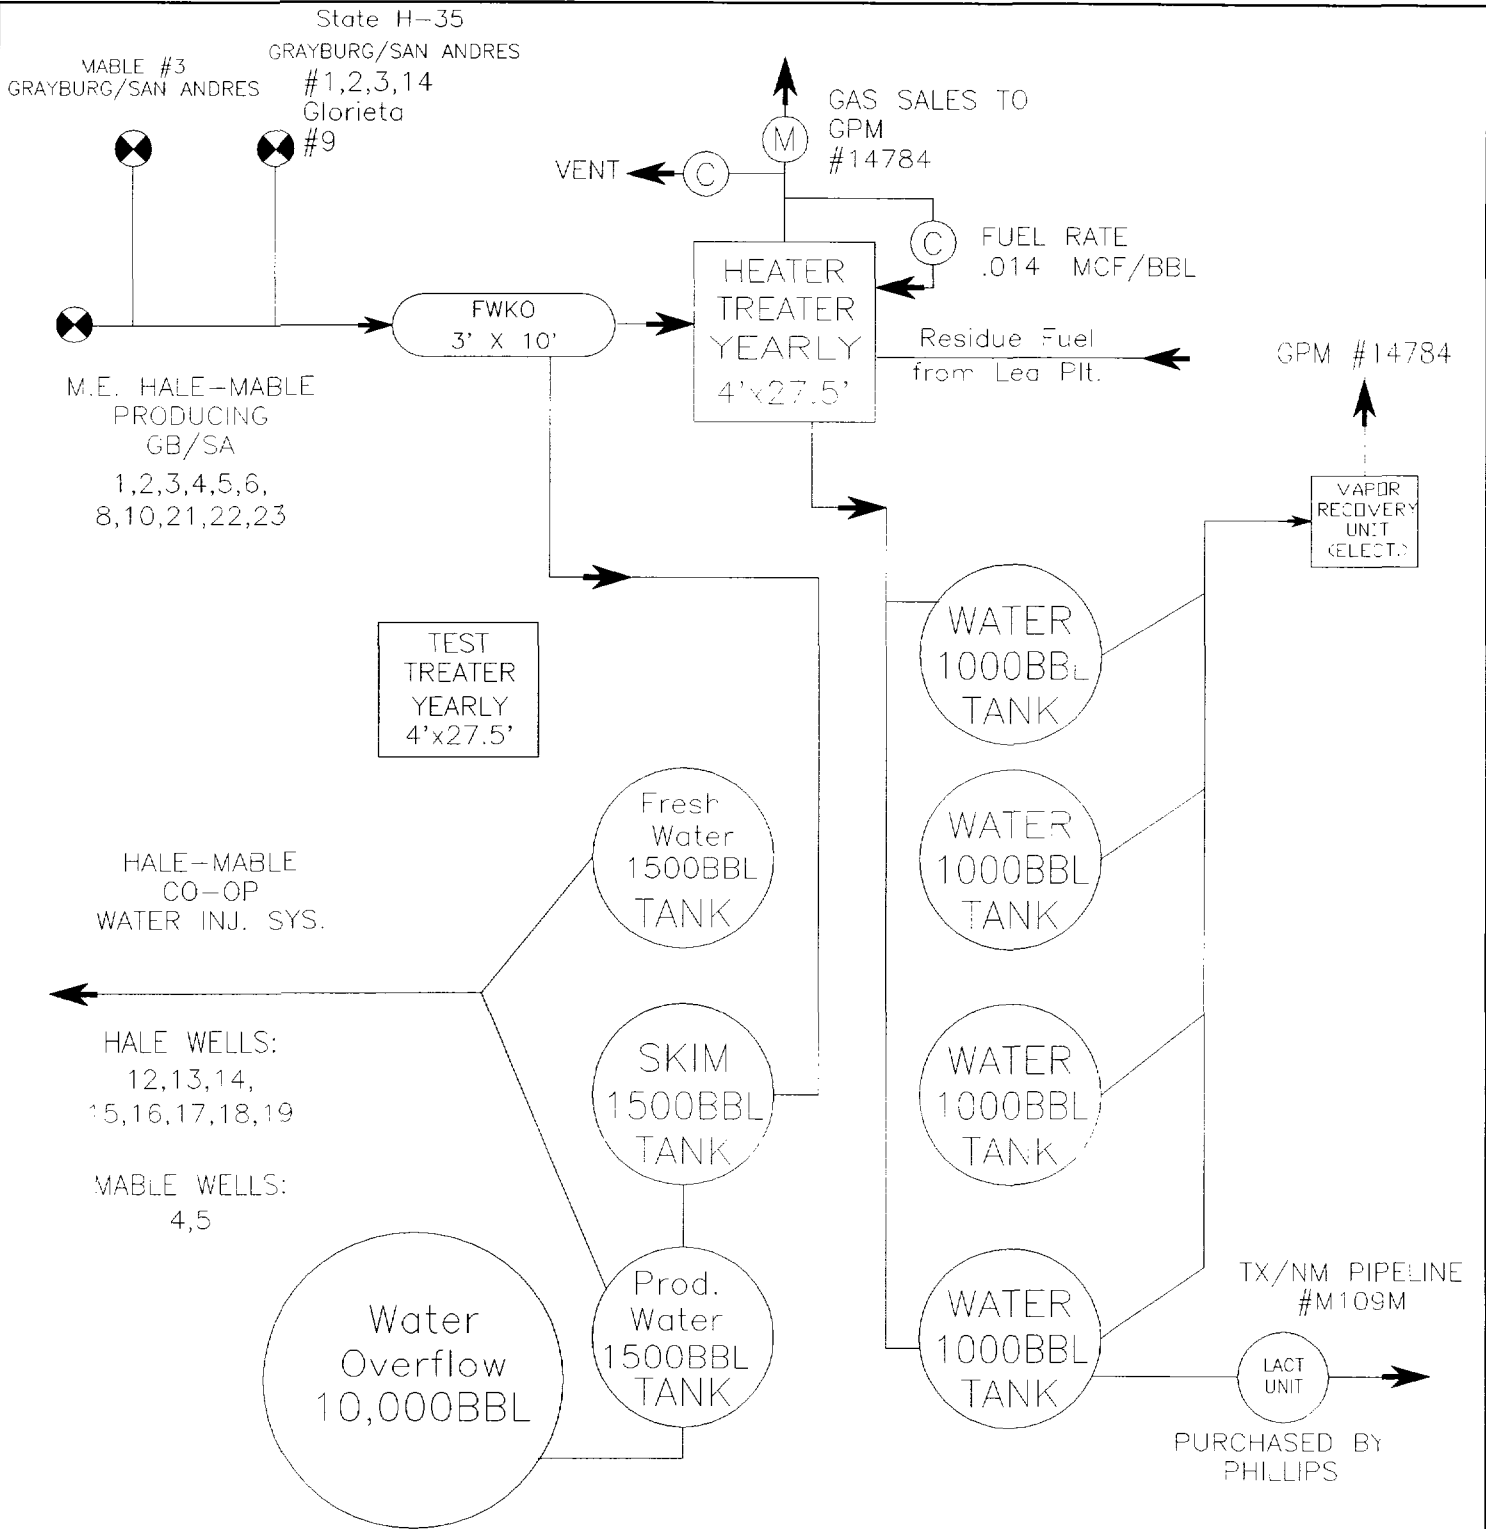 State H-35
GRAYBURG/SAN ANDRES
#1,2,3,14
Glorieta
#9
MABLE #3
GRAYBURG/SAN ANDRES
GAS SALES TO
GPM
#14784
M
VENT
C
C
FUEL RATE
.014 MCF/BBL
HEATER
TREATER
YEARLY
4'x27.5'
FWKO
3' X 10'
Residue Fuel
from Lea Plt.
GPM #14784
M.E. HALE-MABLE
PRODUCING
GB/SA
1,2,3,4,5,6,
8,10,21,22,23
VAPOR
RECOVERY
UNIT
(ELECT.)
TEST
TREATER
YEARLY
4'x27.5'
WATER
1000BBL
TANK
Fresh
Water
1500BBL
TANK
WATER
1000BBL
TANK
HALE-MABLE
CO-OP
WATER INJ. SYS.
HALE WELLS:
12,13,14,
15,16,17,18,19
MABLE WELLS:
4,5
SKIM
1500BBL
TANK
WATER
1000BBL
TANK
Water
Overflow
10,000BBL
Prod.
Water
1500BBL
TANK
WATER
1000BBL
TANK
TX/NM PIPELINE
#M109M
LACT
UNIT
PURCHASED BY
PHILLIPS